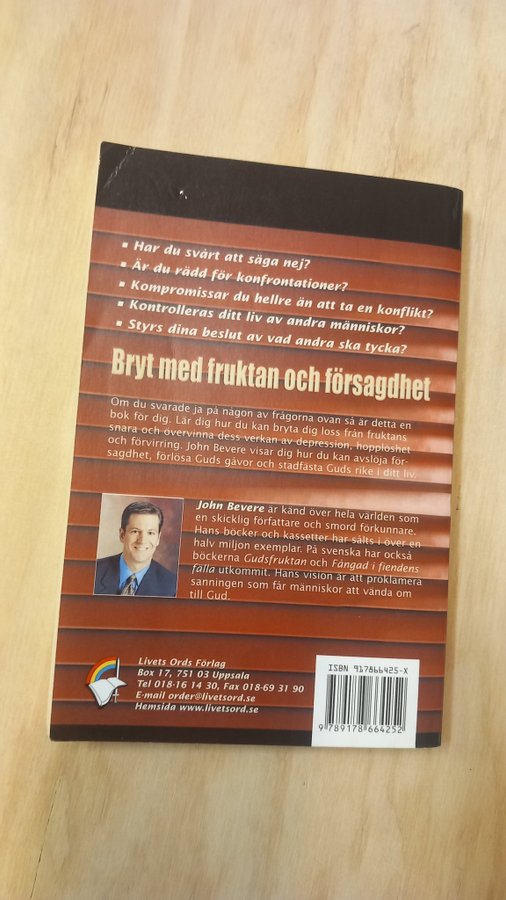 ▪ Har du svårt att säga nej?
▪ Är du rädd för konfrontationer?
▪ Kompromissar du hellre än att ta en konflikt?
▪ Kontrolleras ditt liv av andra människor?
▪ Styrs dina beslut av vad andra ska tycka?
Bryt med fruktan och försagdhet
Om du svarade ja på någon av frågorna ovan så är detta en
bok för dig. Lär dig hur du kan bryta dig loss från fruktans
snara och övervinna dess verkan av depression, hopplöshet
och förvirring. John Bevere visar dig hur du kan avslöja för-
sagdhet, förlösa Guds gåvor och stadfästa Guds rike i ditt liv.
John Bevere är känd över hela världen som
en skicklig författare och smord förkunnare.
Hans böcker och kassetter har sålts i över en
halv miljon exemplar. På svenska har också
böckerna Gudsfruktan och Fångad i fiendens
fälla utkommit. Hans vision är att proklamera
sanningen som får människor att vända om
till Gud.
Livets Ords Förlag
Box 17, 751 03 Uppsala
Tel 018-16 14 30, Fax 018-69 31 90
E-mail order@livetsord.se
Hemsida www.livetsord.se
ISBN 917866425-X
9 789178 664252